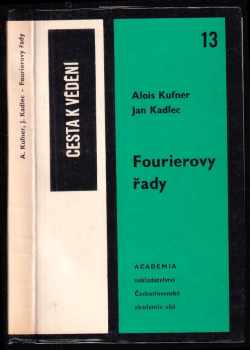 A. Kufner, J. Kadlec - Fourierovy řady
CESTA K VĚDĚNÍ
13
Alois Kufner
Jan Kadlec
Fourierovy
řady
ACADEMIA
nakladatelství
Československé
akademie věd